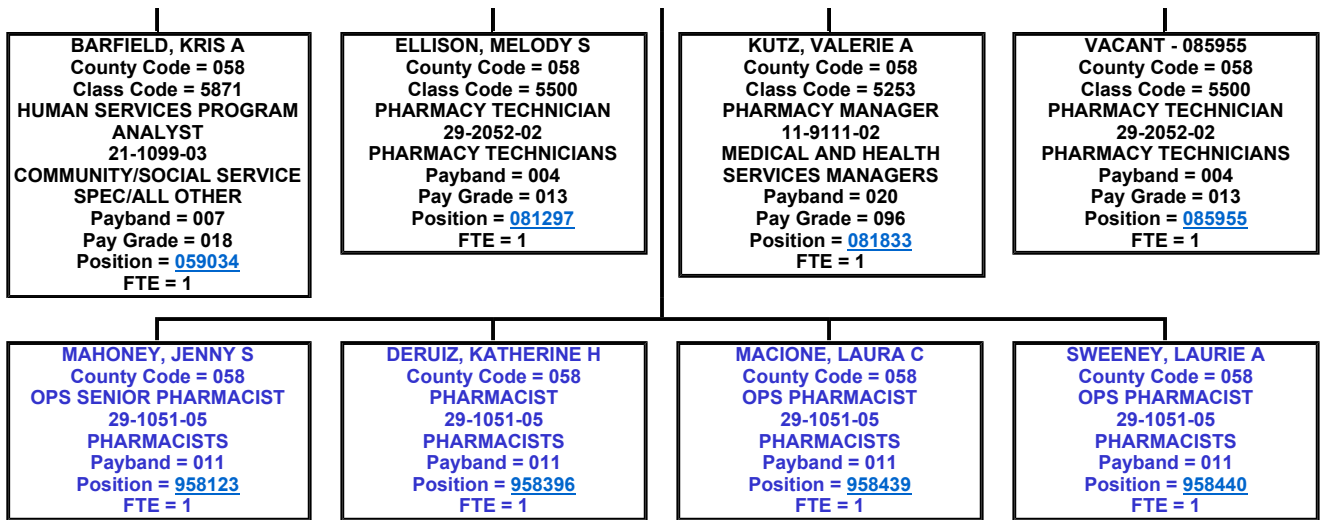 BARFIELD, KRIS A
County Code = 058
Class Code = 5871
HUMAN SERVICES PROGRAM
ANALYST
21-1099-03
COMMUNITY/SOCIAL SERVICE
SPEC/ALL OTHER
Payband = 007
Pay Grade = 018
Position = 059034
FTE = 1
ELLISON, MELODY S
County Code = 058
Class Code = 5500
PHARMACY TECHNICIAN
29-2052-02
PHARMACY TECHNICIANS
Payband = 004
Pay Grade = 013
Position = 081297
FTE = 1
KUTZ, VALERIE A
County Code = 058
Class Code = 5253
PHARMACY MANAGER
11-9111-02
MEDICAL AND HEALTH
SERVICES MANAGERS
Payband = 020
Pay Grade = 096
Position = 081833
FTE = 1
VACANT - 085955
County Code = 058
Class Code = 5500
PHARMACY TECHNICIAN
29-2052-02
PHARMACY TECHNICIANS
Payband = 004
Pay Grade = 013
Position = 085955
FTE = 1
MAHONEY, JENNY S
County Code = 058
OPS SENIOR PHARMACIST
29-1051-05
PHARMACISTS
Payband = 011
Position = 958123
FTE = 1
DERUIZ, KATHERINE H
County Code = 058
PHARMACIST
29-1051-05
PHARMACISTS
Payband = 011
Position = 958396
FTE = 1
MACIONE, LAURA C
County Code = 058
OPS PHARMACIST
29-1051-05
PHARMACISTS
Payband = 011
Position = 958439
FTE = 1
SWEENEY, LAURIE A
County Code = 058
OPS PHARMACIST
29-1051-05
PHARMACISTS
Payband = 011
Position = 958440
FTE = 1